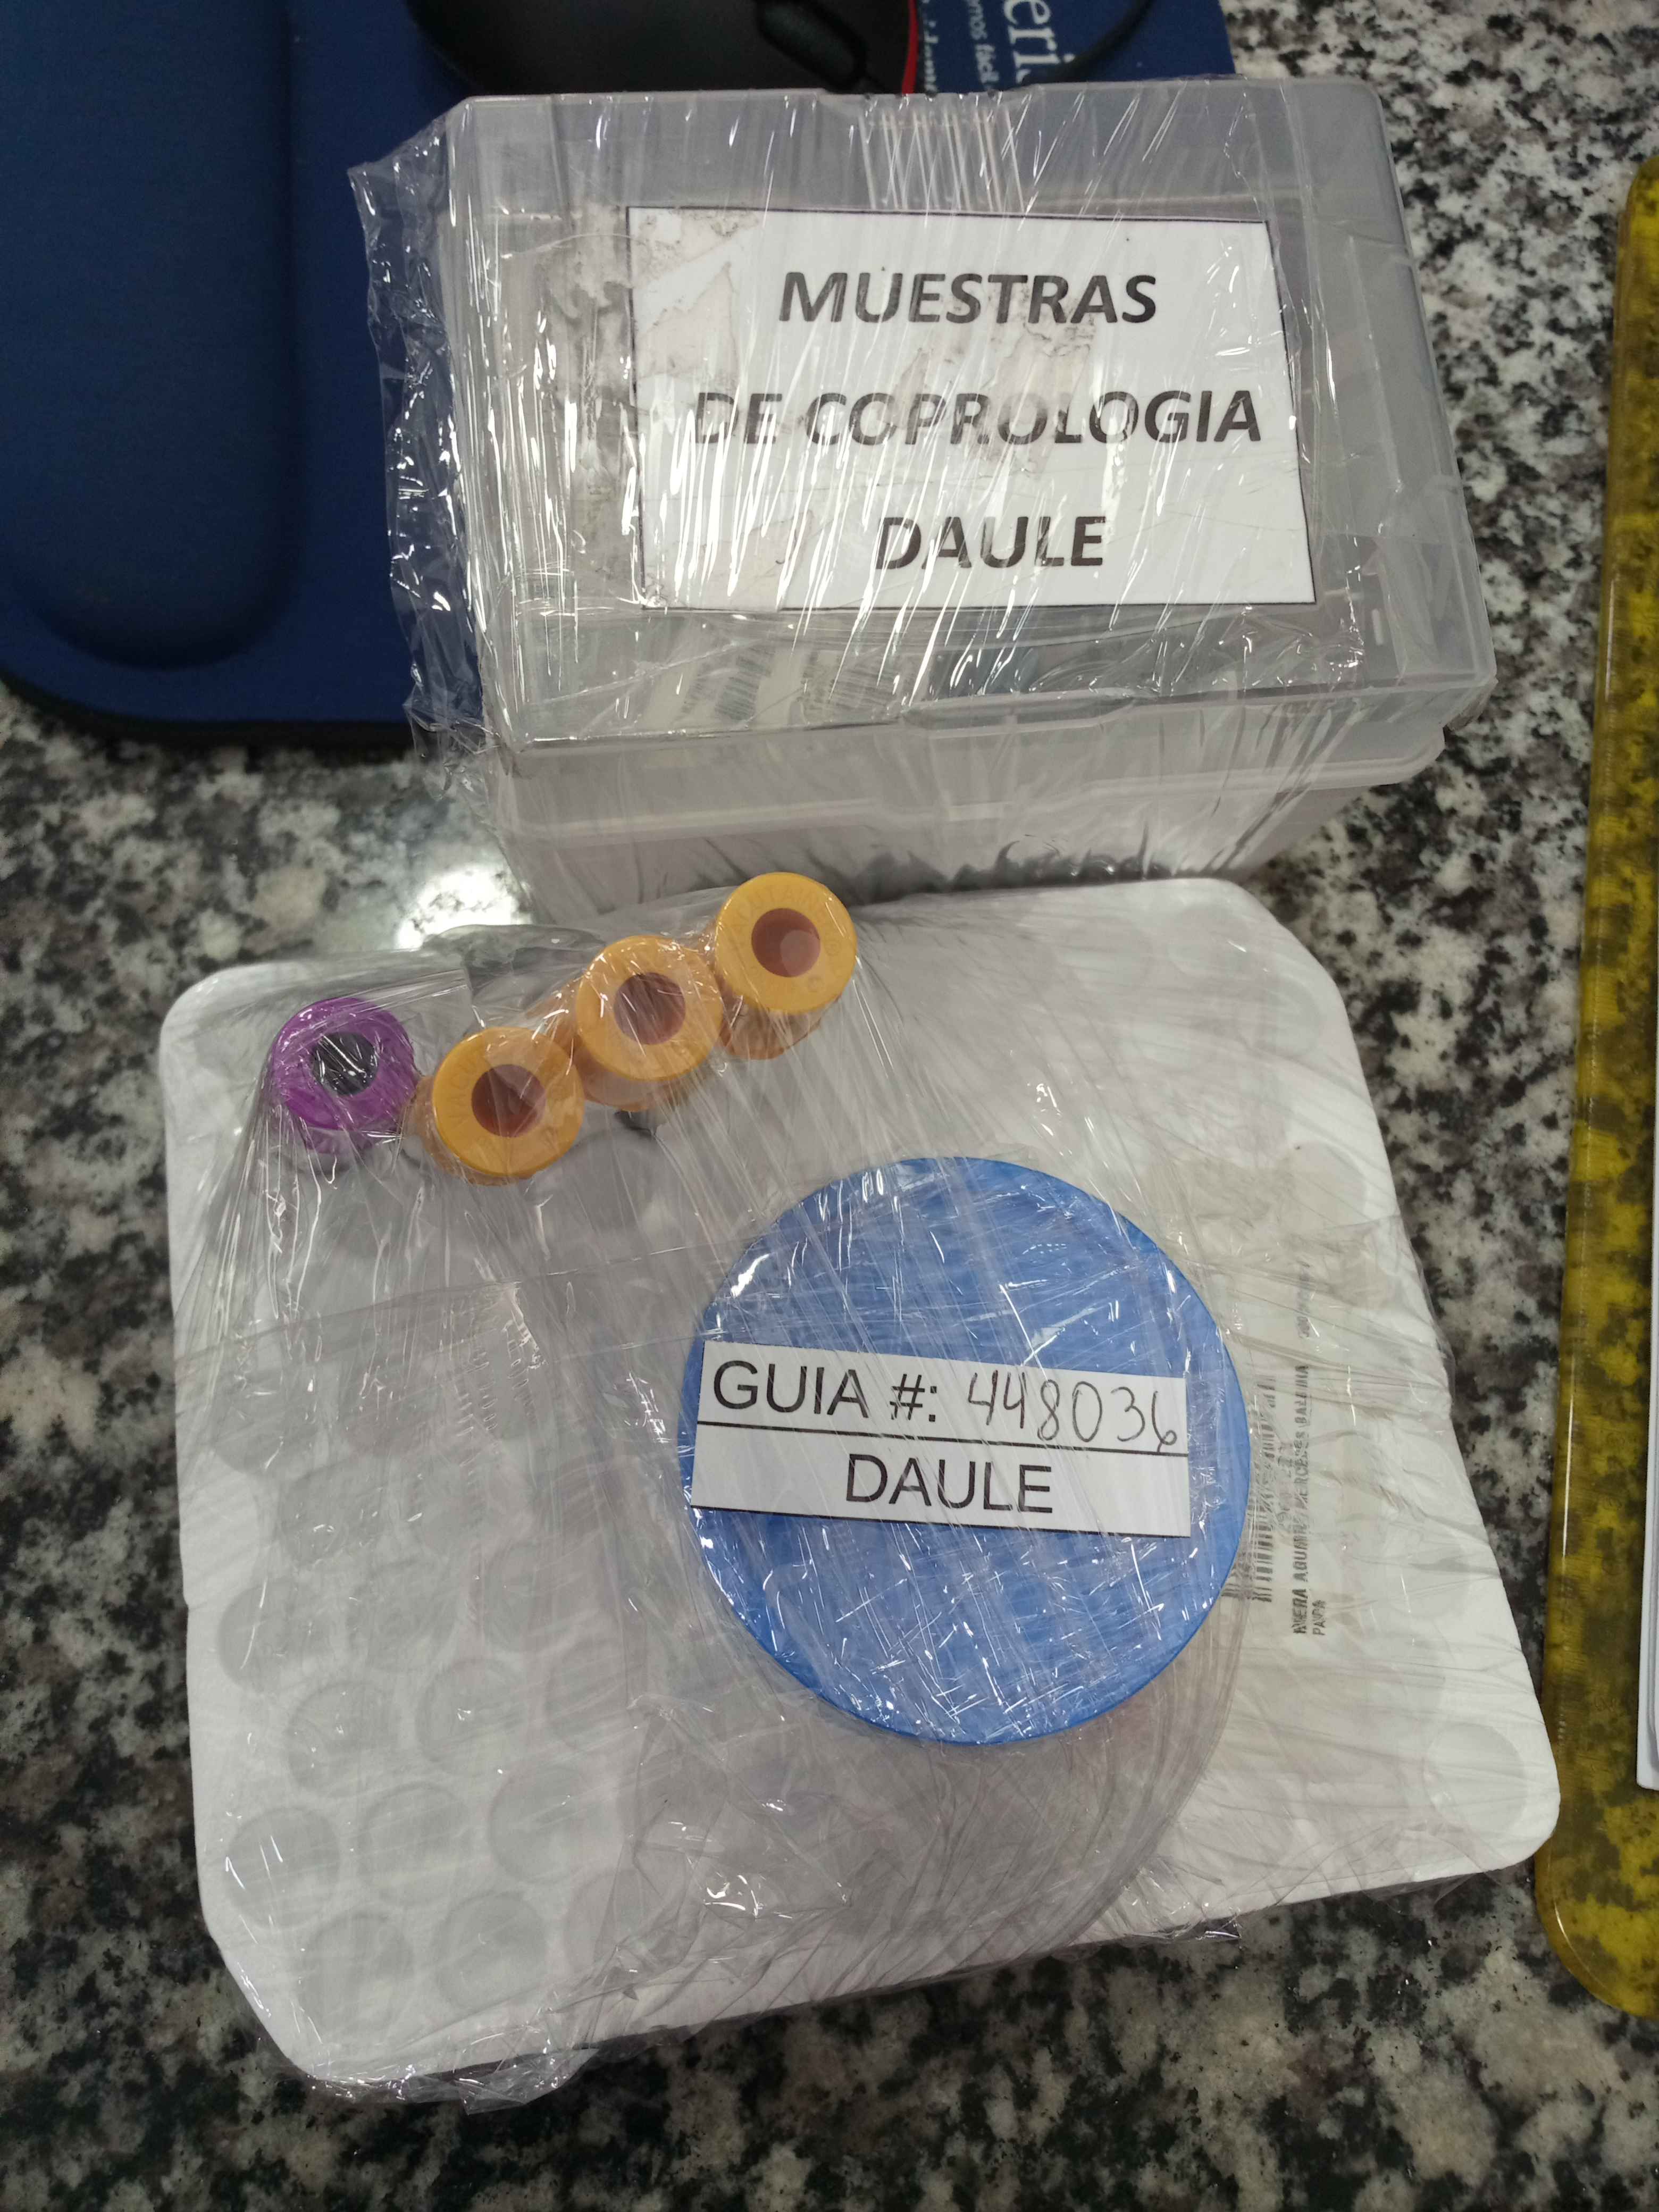 MUESTRAS
DE COPROLOGIA
DAULE
GUIA #: 448036
DAULE